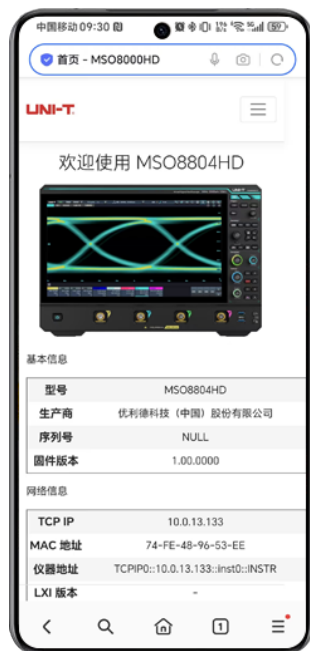 中国移动 09:30
首页 - MSO8000HD
UNI-T
欢迎使用 MSO8804HD
基本信息
型号 MSO8804HD
生产商 优利德科技（中国）股份有限公司
序列号 NULL
固件版本 1.00.0000
网络信息
TCP IP 10.0.13.133
MAC 地址 74-FE-48-96-53-EE
仪器地址 TCPIP0::10.0.13.133::inst0::INSTR
LXI 版本 -
1